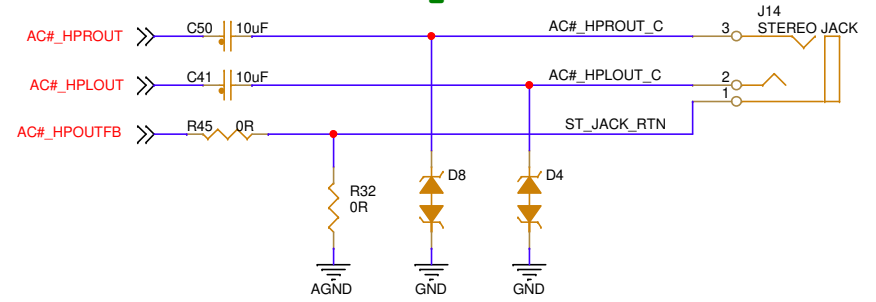 J14
C50 10uF
AC#_HPROUT_C
3
STEREO JACK
AC#_HPROUT
C41 10uF
AC#_HPLOUT_C
2
AC#_HPLOUT
1
R45 0R
ST_JACK_RTN
AC#_HPOUTFB
D8
D4
R32
0R
AGND
GND
GND